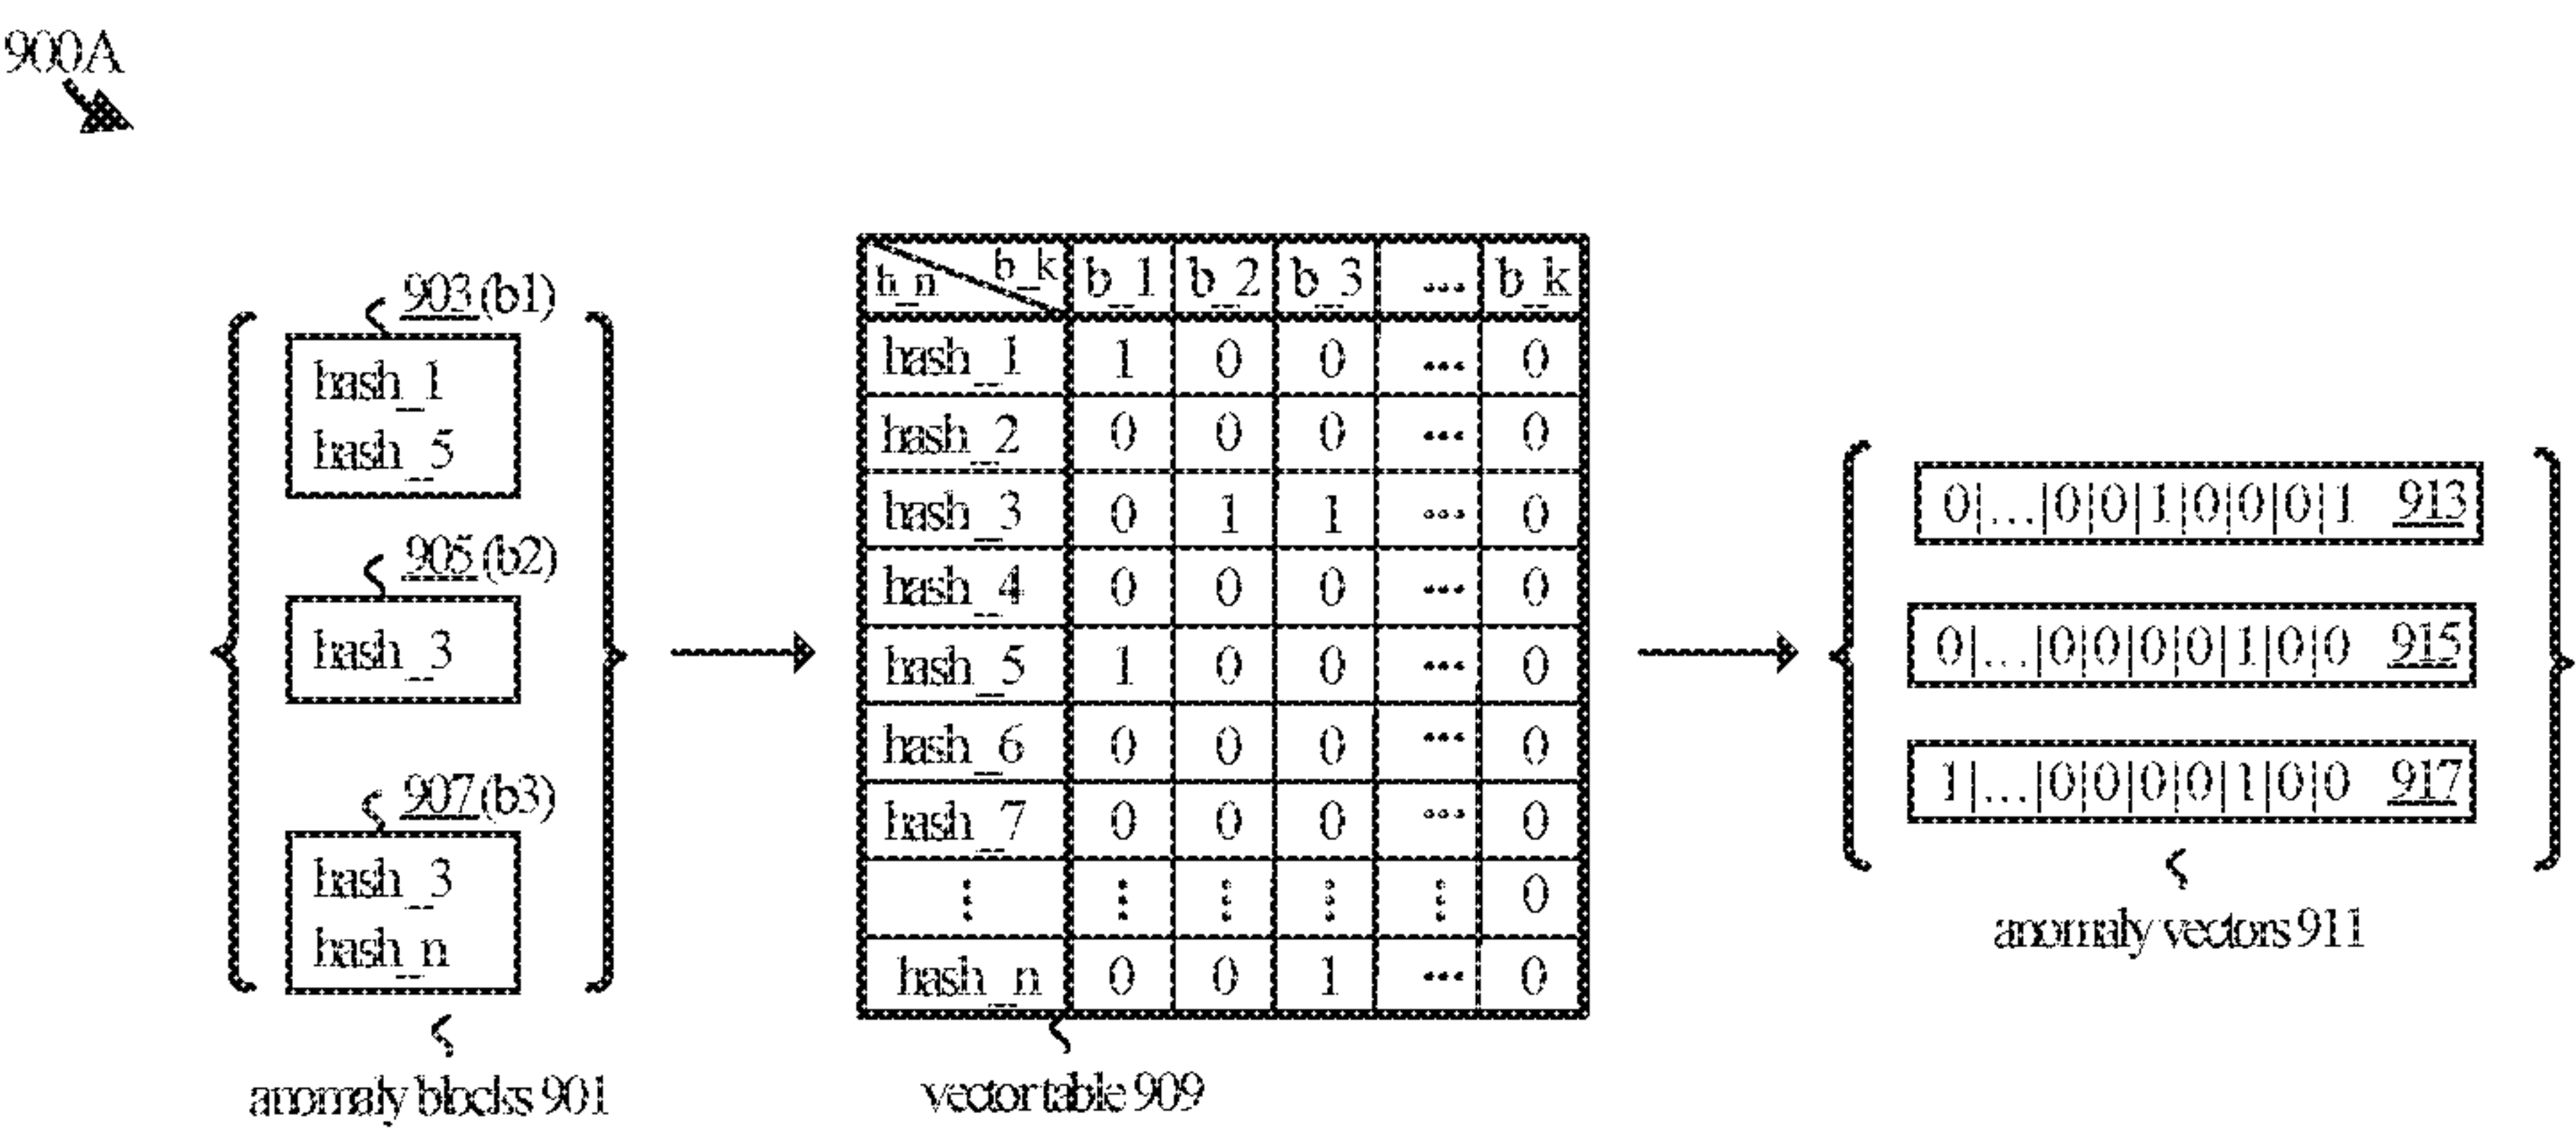 900A
903 (b1)
hash_1
hash_5
905 (b2)
hash_3
907 (b3)
hash_3
hash_n
anomaly blocks 901
h_n b_k b_1 b_2 b_3 ... b_k
hash_1 1 0 0 ... 0
hash_2 0 0 0 ... 0
hash_3 0 1 1 ... 0
hash_4 0 0 0 ... 0
hash_5 1 0 0 ... 0
hash_6 0 0 0 ... 0
hash_7 0 0 0 ... 0
⋮ ⋮ ⋮ ⋮ ⋮ 0
hash_n 0 0 1 ... 0
vector table 909
0|...|0|0|1|0|0|0|1 913
0|...|0|0|0|0|1|0|0 915
1|...|0|0|0|0|1|0|0 917
anomaly vectors 911